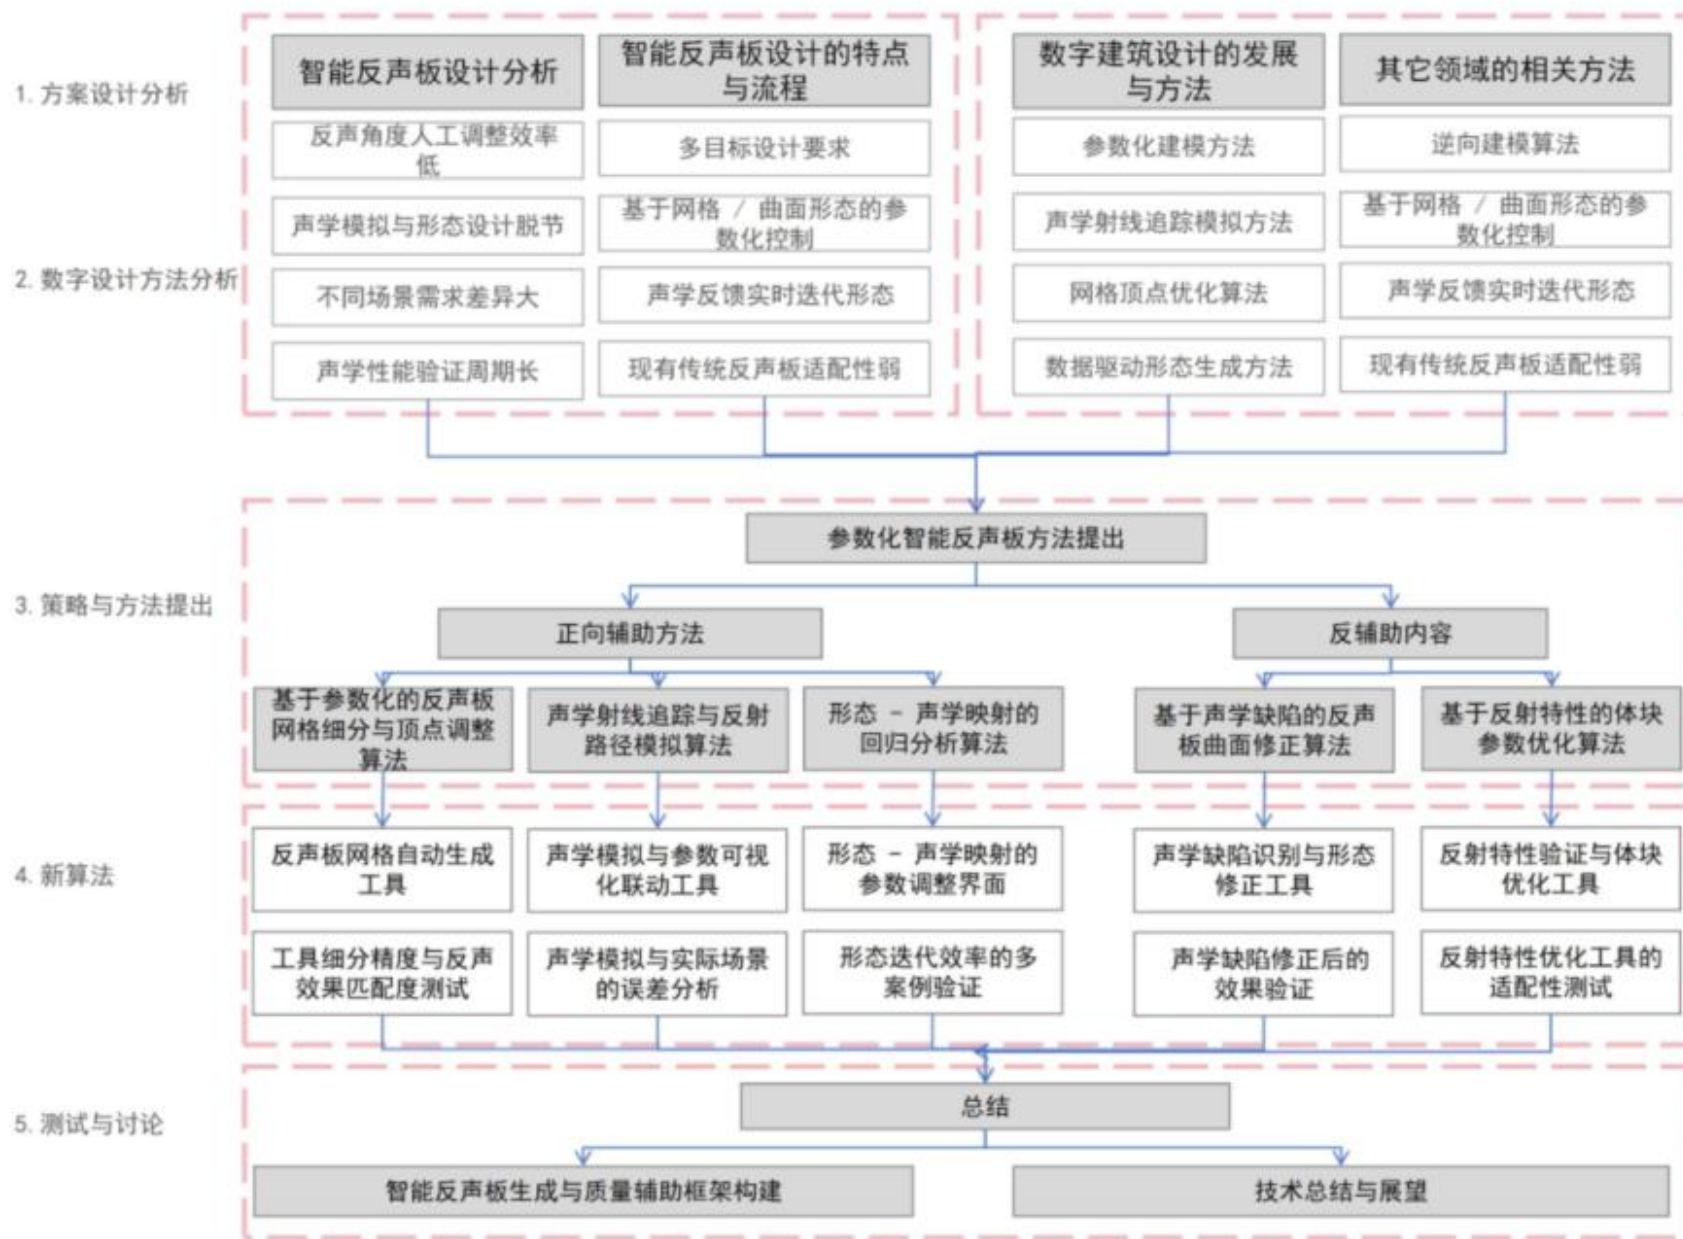 1. 方案设计分析
智能反声板设计分析
智能反声板设计的特点
与流程
数字建筑设计的发展
与方法
其它领域的相关方法
反声角度人工调整效率
低
多目标设计要求
参数化建模方法
逆向建模算法
声学模拟与形态设计脱节
基于网格 / 曲面形态的参
数化控制
声学射线追踪模拟方法
基于网格 / 曲面形态的参
数化控制
2. 数字设计方法分析
不同场景需求差异大
声学反馈实时迭代形态
网格顶点优化算法
声学反馈实时迭代形态
声学性能验证周期长
现有传统反声板适配性弱
数据驱动形态生成方法
现有传统反声板适配性弱
参数化智能反声板方法提出
3. 策略与方法提出
正向辅助方法
反辅助内容
基于参数化的反声板
网格细分与顶点调整
算法
声学射线追踪与反射
路径模拟算法
形态 – 声学映射的
回归分析算法
基于声学缺陷的反声
板曲面修正算法
基于反射特性的体块
参数优化算法
4. 新算法
反声板网格自动生成
工具
声学模拟与参数可视
化联动工具
形态 – 声学映射的
参数调整界面
声学缺陷识别与形态
修正工具
反射特性验证与体块
优化工具
工具细分精度与反声
效果匹配度测试
声学模拟与实际场景
的误差分析
形态迭代效率的多
案例验证
声学缺陷修正后的
效果验证
反射特性优化工具的
适配性测试
5. 测试与讨论
总结
智能反声板生成与质量辅助框架构建
技术总结与展望